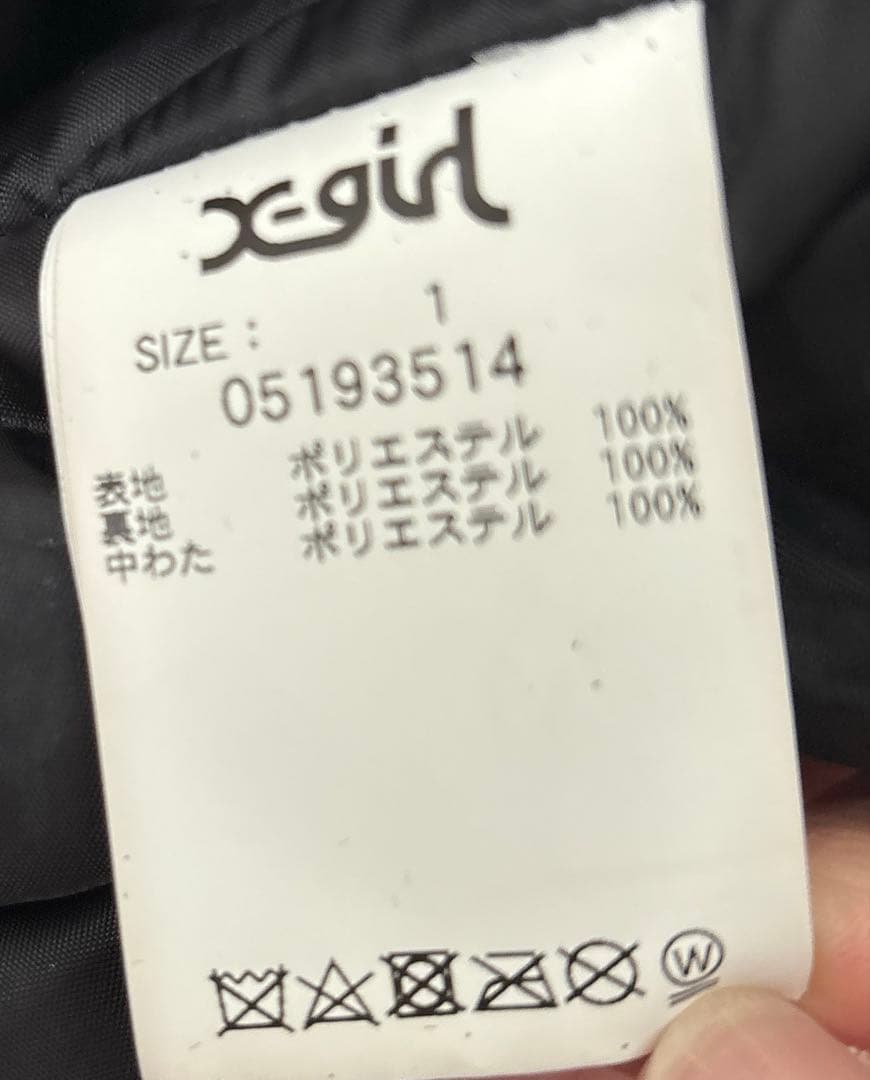 X-girl
SIZE: 1
05193514
表地 ポリエステル 100%
裏地 ポリエステル 100%
中わた ポリエステル 100%
W